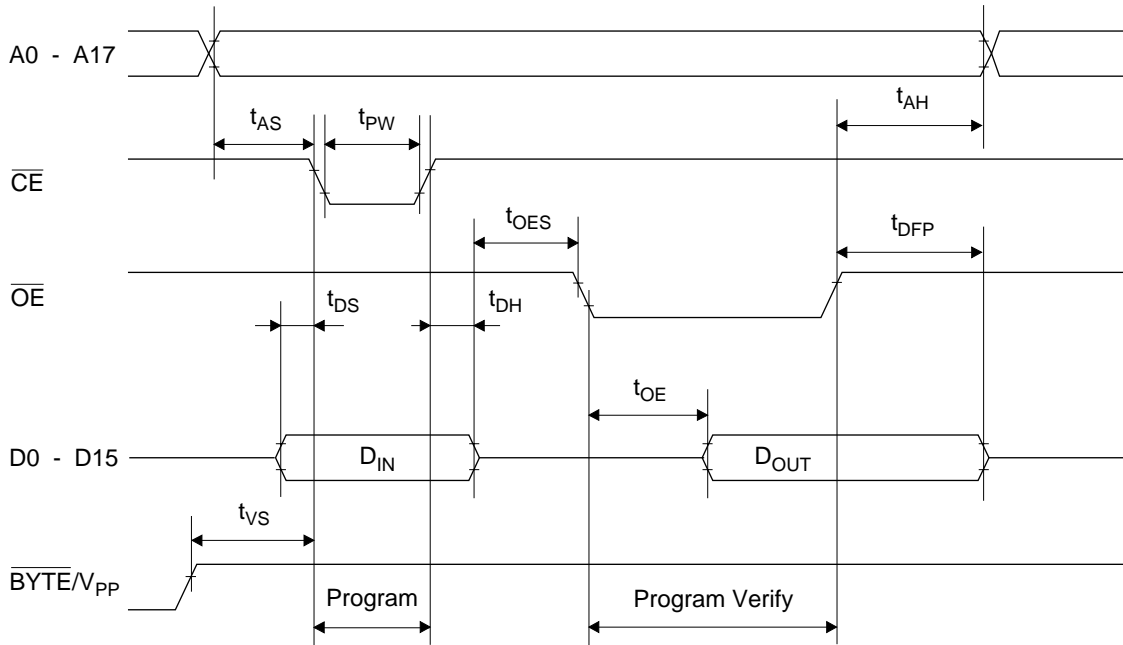 A0 - A17
tAS
tPW
tAH
CE
tOES
tDFP
OE
tDS
tDH
tOE
D0 - D15
DIN
DOUT
tVS
BYTE/VPP
Program
Program Verify